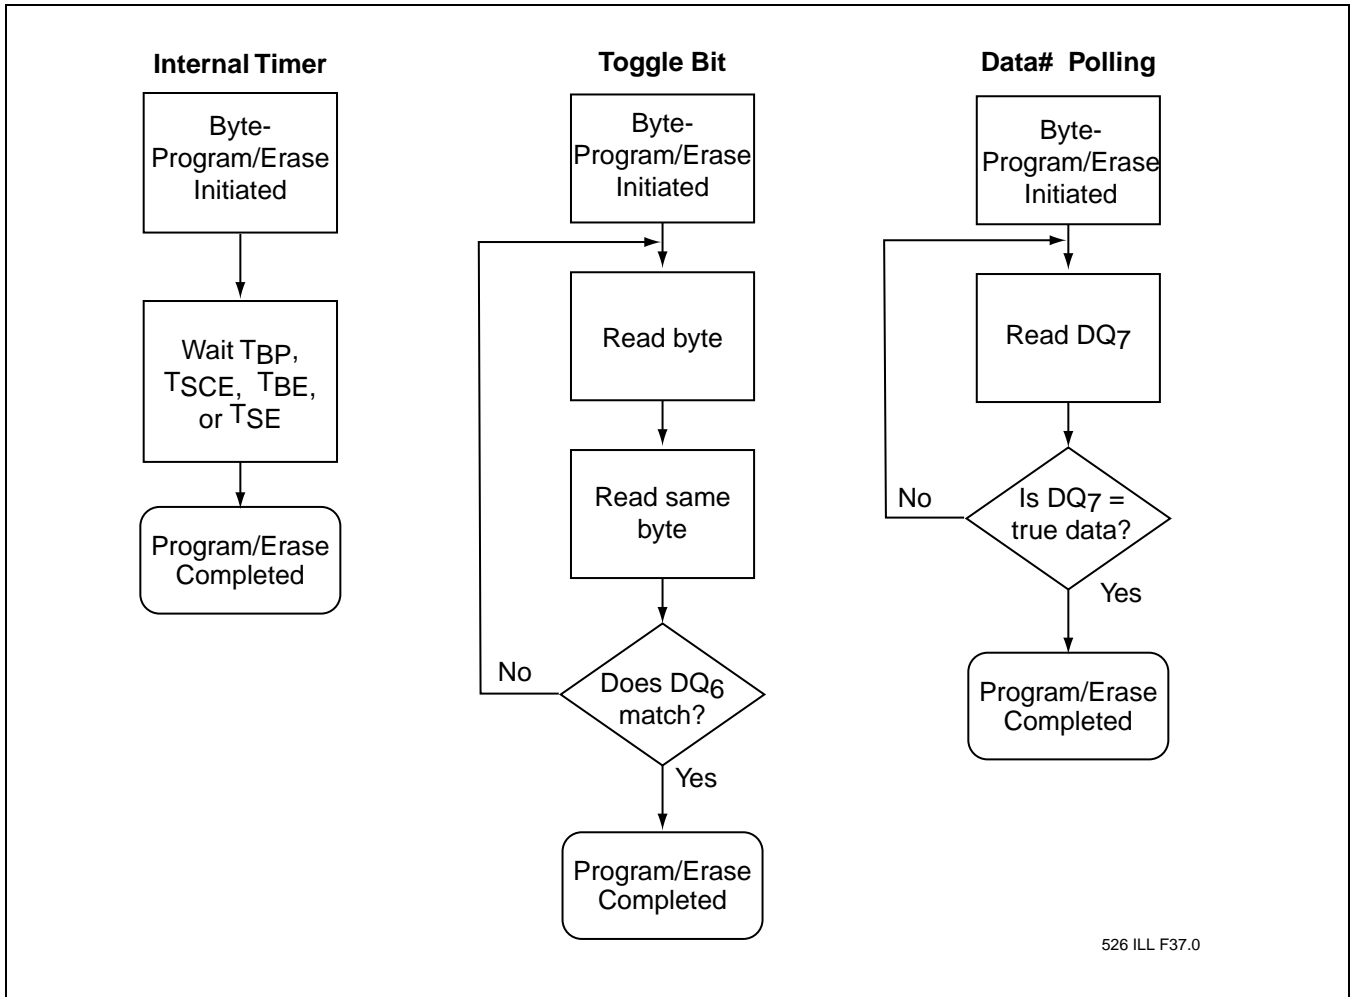 Internal Timer
Byte-
Program/Erase
Initiated
Wait TBP,
TSCE, TBE,
or TSE
Program/Erase
Completed
Toggle Bit
Byte-
Program/Erase
Initiated
Read byte
Read same
byte
Does DQ6
match?
No
Yes
Program/Erase
Completed
Data# Polling
Byte-
Program/Erase
Initiated
Read DQ7
Is DQ7 =
true data?
No
Yes
Program/Erase
Completed
526 ILL F37.0